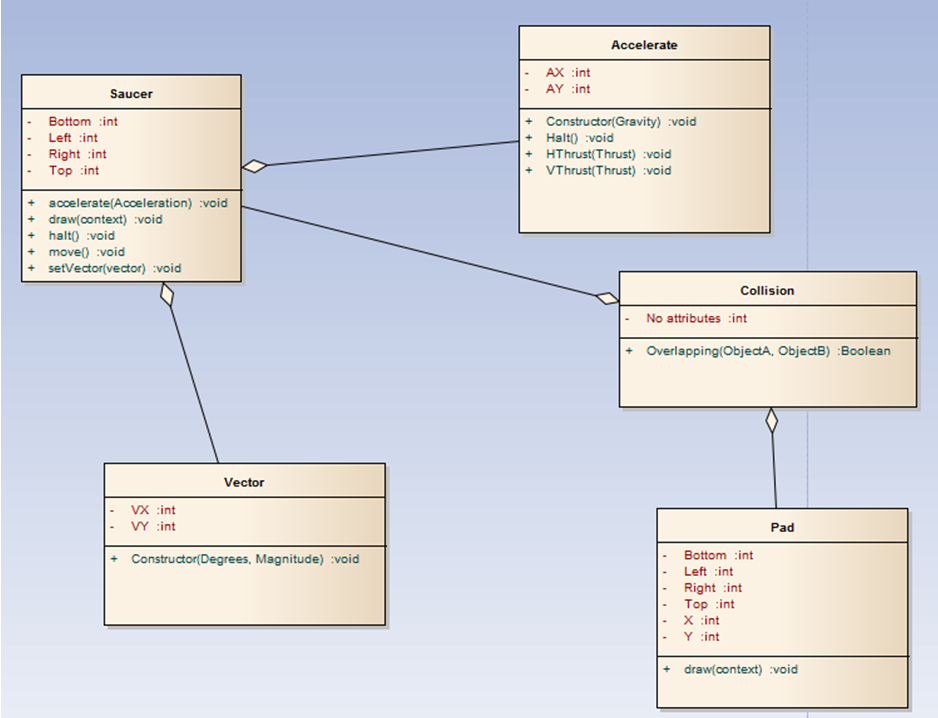 Saucer
- Bottom :int
- Left :int
- Right :int
- Top :int
+ accelerate(Acceleration) :void
+ draw(context) :void
+ halt() :void
+ move() :void
+ setVector(vector) :void
Accelerate
- AX :int
- AY :int
+ Constructor(Gravity) :void
+ Halt() :void
+ HThrust(Thrust) :void
+ VThrust(Thrust) :void
Collision
- No attributes :int
+ Overlapping(ObjectA, ObjectB) :Boolean
Vector
- VX :int
- VY :int
+ Constructor(Degrees, Magnitude) :void
Pad
- Bottom :int
- Left :int
- Right :int
- Top :int
- X :int
- Y :int
+ draw(context) :void